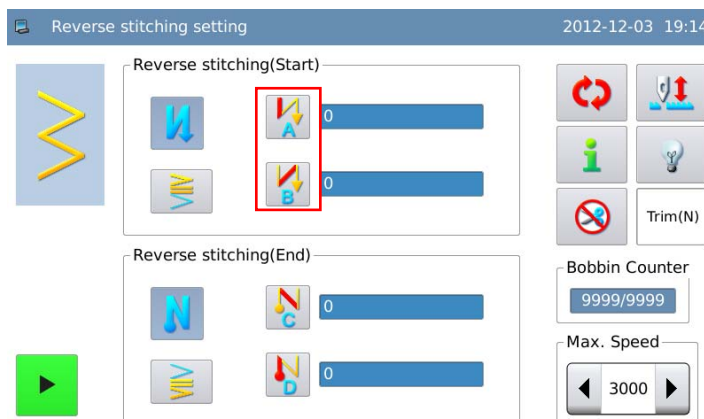 Reverse stitching setting
2012-12-03 19:14
Reverse stitching(Start)
A
0
B
0
Trim(N)
Reverse stitching(End)
C
0
D
0
Bobbin Counter
9999/9999
Max. Speed
3000